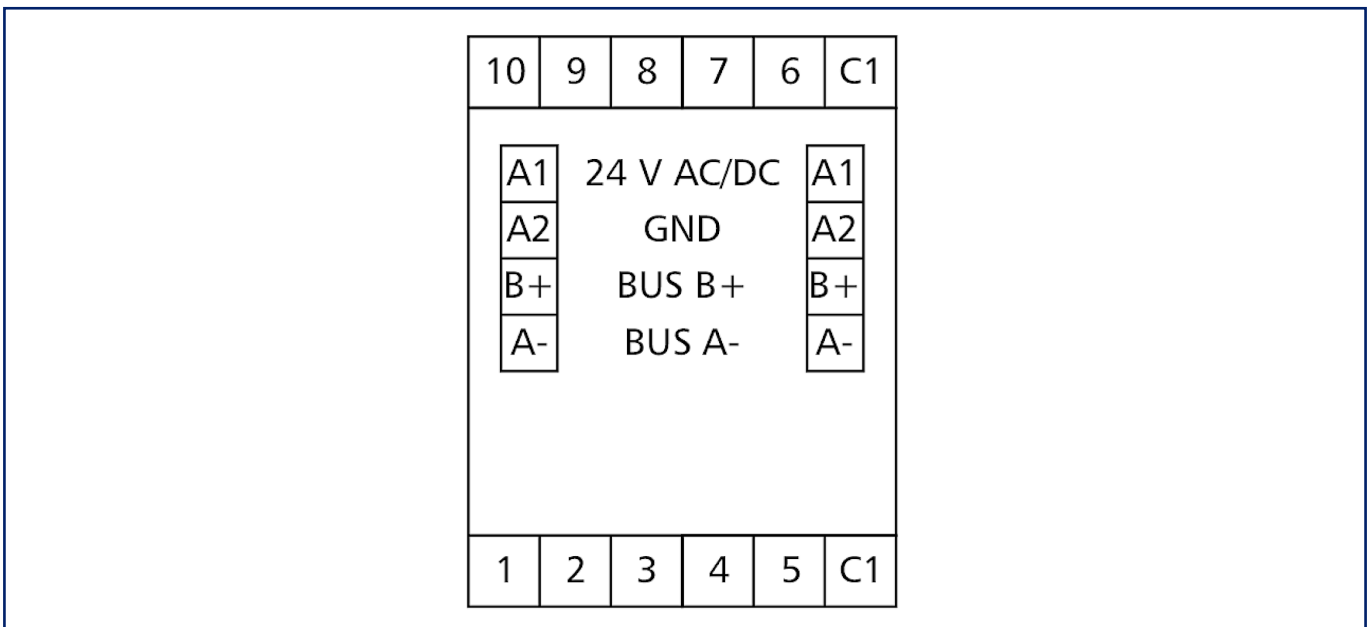 10 9 8 7 6 C1
A1 24 V AC/DC A1
A2 GND A2
B+ BUS B+ B+
A- BUS A- A-
1 2 3 4 5 C1